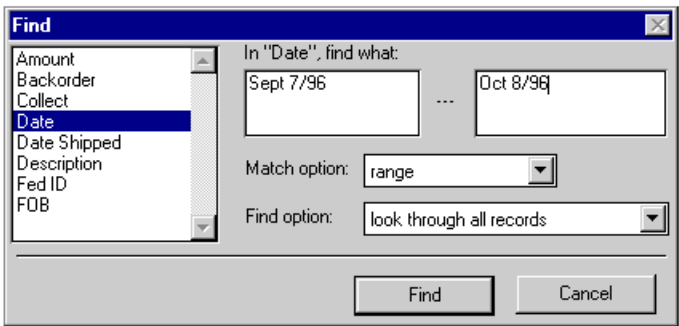 Find
Amount
Backorder
Collect
Date
Date Shipped
Description
Fed ID
FOB
In "Date", find what:
Sept 7/96 ... Oct 8/96
Match option: range
Find option: look through all records
Find Cancel